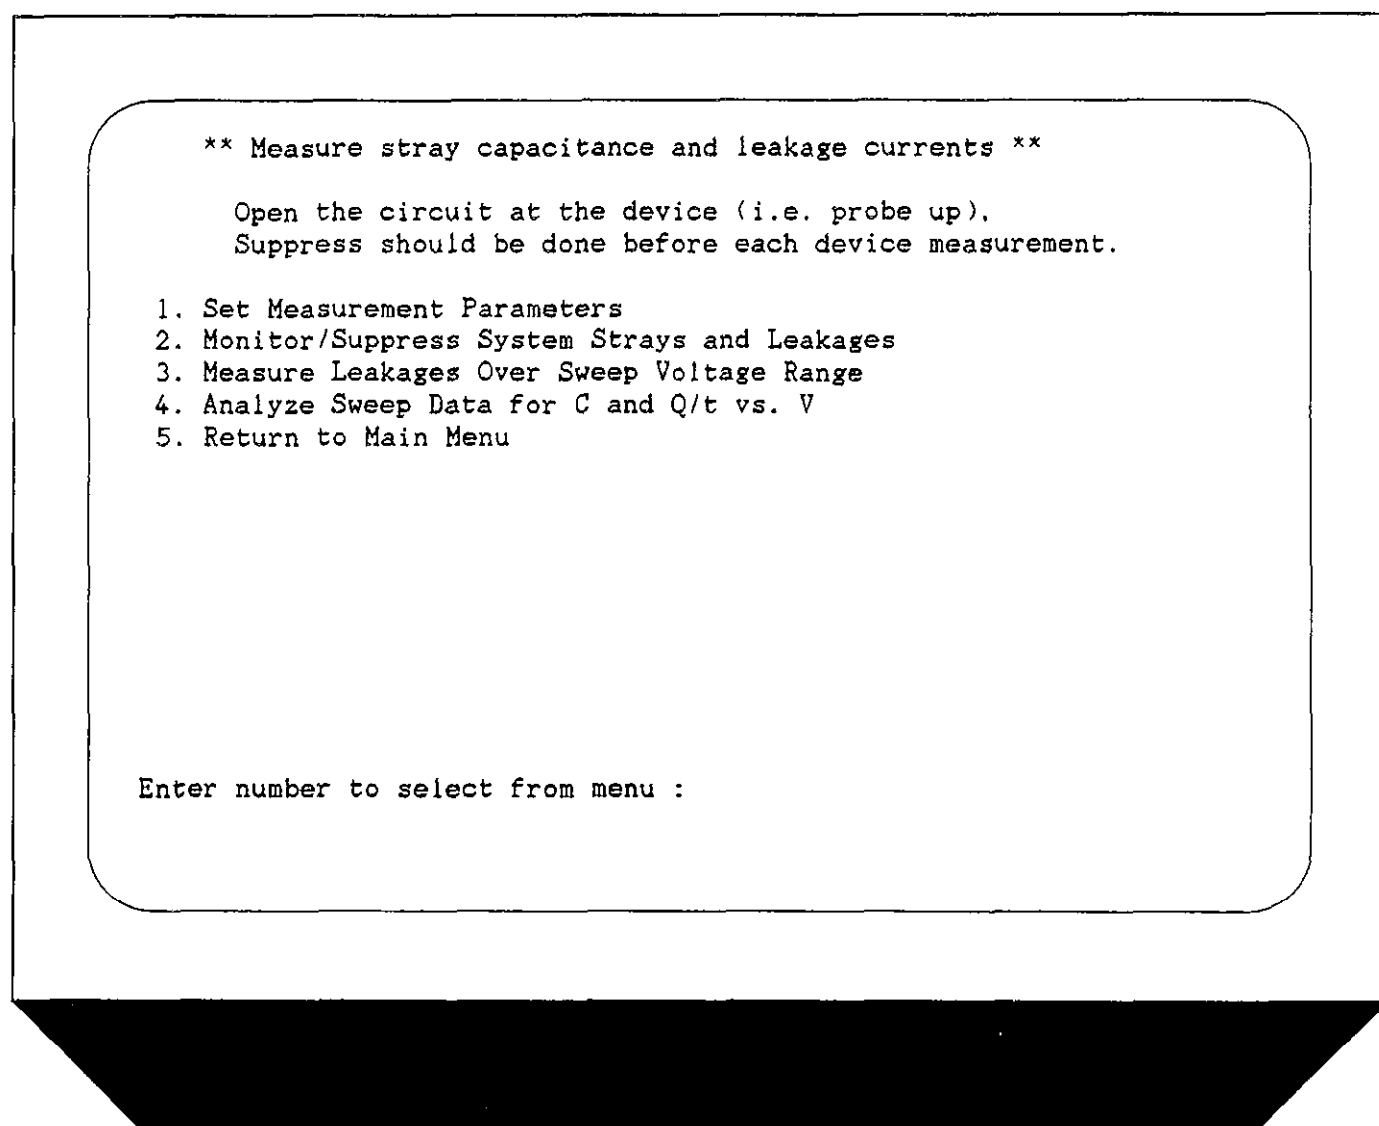 ** Measure stray capacitance and leakage currents **
Open the circuit at the device (i.e. probe up).
Suppress should be done before each device measurement.
1. Set Measurement Parameters
2. Monitor/Suppress System Strays and Leakages
3. Measure Leakages Over Sweep Voltage Range
4. Analyze Sweep Data for C and Q/t vs. V
5. Return to Main Menu
Enter number to select from menu :